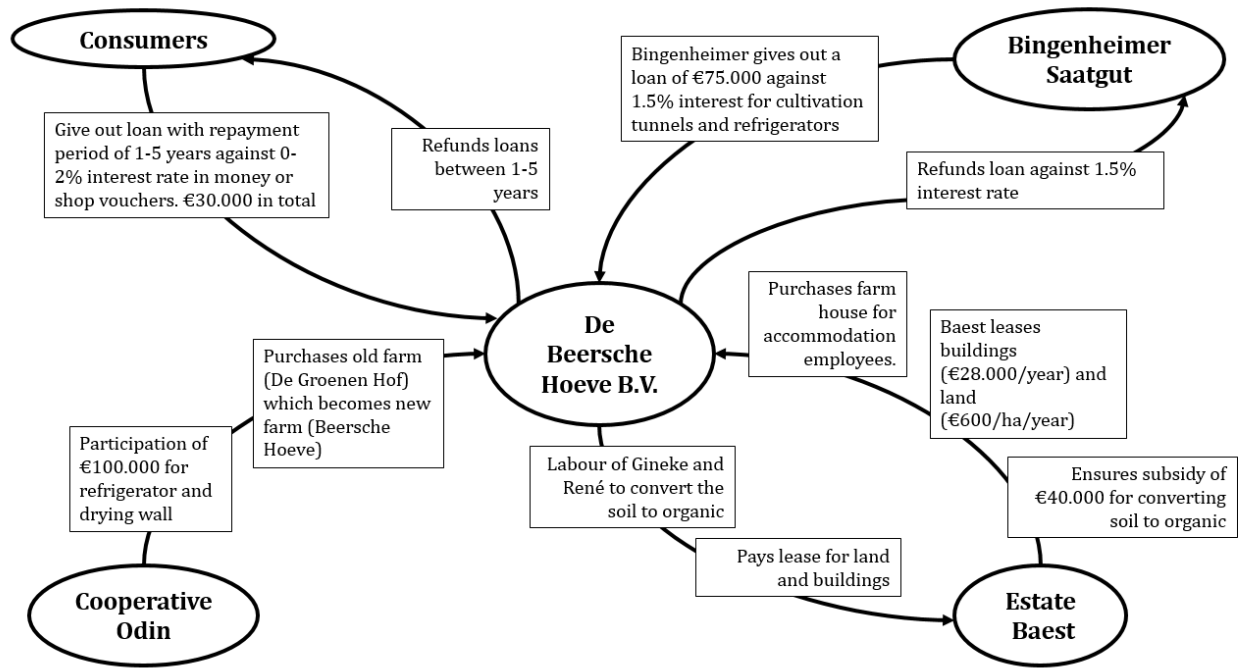 Consumers
Bingenheimer
Saatgut
Bingenheimer gives out a
loan of €75.000 against
1.5% interest for cultivation
tunnels and refrigerators
Give out loan with repayment
period of 1-5 years against 0-
2% interest rate in money or
shop vouchers. €30.000 in total
Refunds loans
between 1-5
years
Refunds loan against 1.5%
interest rate
De
Beersche
Hoeve B.V.
Purchases farm
house for
accommodation
employees.
Baest leases
buildings
(€28.000/year) and
land
(€600/ha/year)
Purchases old farm
(De Groenen Hof)
which becomes new
farm (Beersche
Hoeve)
Participation of
€100.000 for
refrigerator and
drying wall
Labour of Gineke and
René to convert the
soil to organic
Ensures subsidy of
€40.000 for converting
soil to organic
Pays lease for land
and buildings
Cooperative
Odin
Estate
Baest